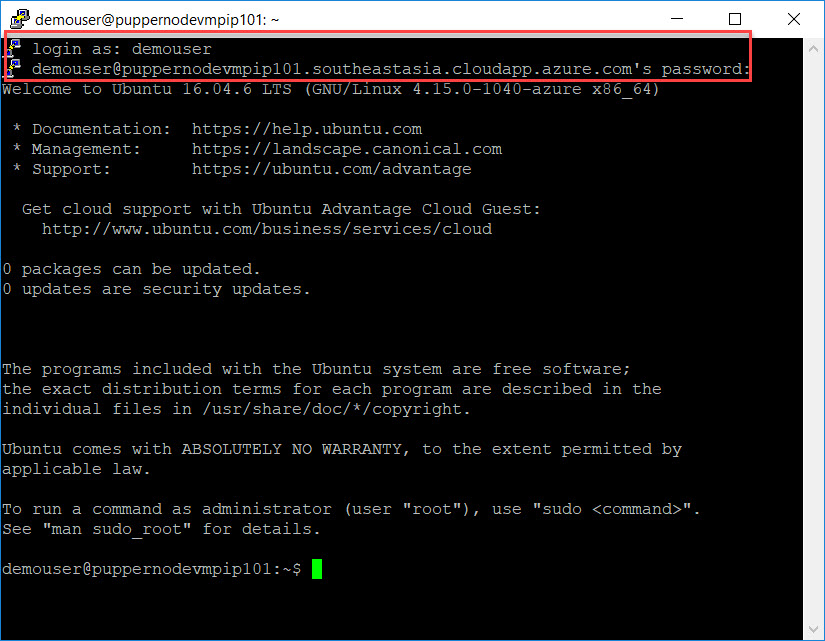 demouser@puppernodevmpip101: ~
login as: demouser
demouser@puppernodevmpip101.southeastasia.cloudapp.azure.com's password:
Welcome to Ubuntu 16.04.6 LTS (GNU/Linux 4.15.0-1040-azure x86_64)
* Documentation:  https://help.ubuntu.com
* Management:     https://landscape.canonical.com
* Support:        https://ubuntu.com/advantage
Get cloud support with Ubuntu Advantage Cloud Guest:
http://www.ubuntu.com/business/services/cloud
0 packages can be updated.
0 updates are security updates.
The programs included with the Ubuntu system are free software;
the exact distribution terms for each program are described in the
individual files in /usr/share/doc/*/copyright.
Ubuntu comes with ABSOLUTELY NO WARRANTY, to the extent permitted by
applicable law.
To run a command as administrator (user "root"), use "sudo <command>".
See "man sudo_root" for details.
demouser@puppernodevmpip101:~$